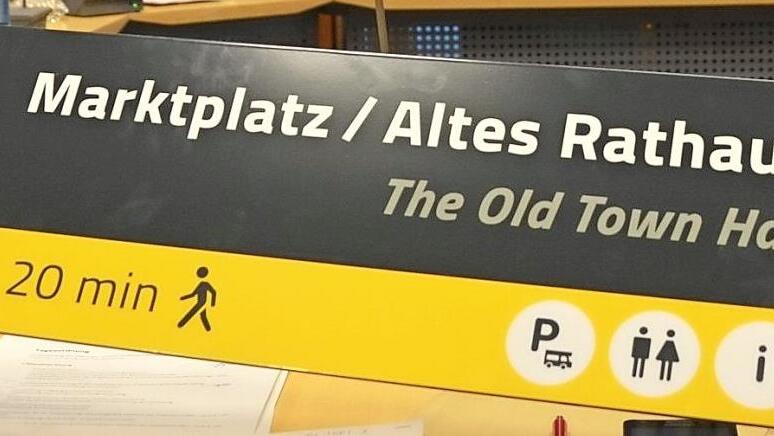 Marktplatz / Altes Rathau
The Old Town Ha
20 min
P
i